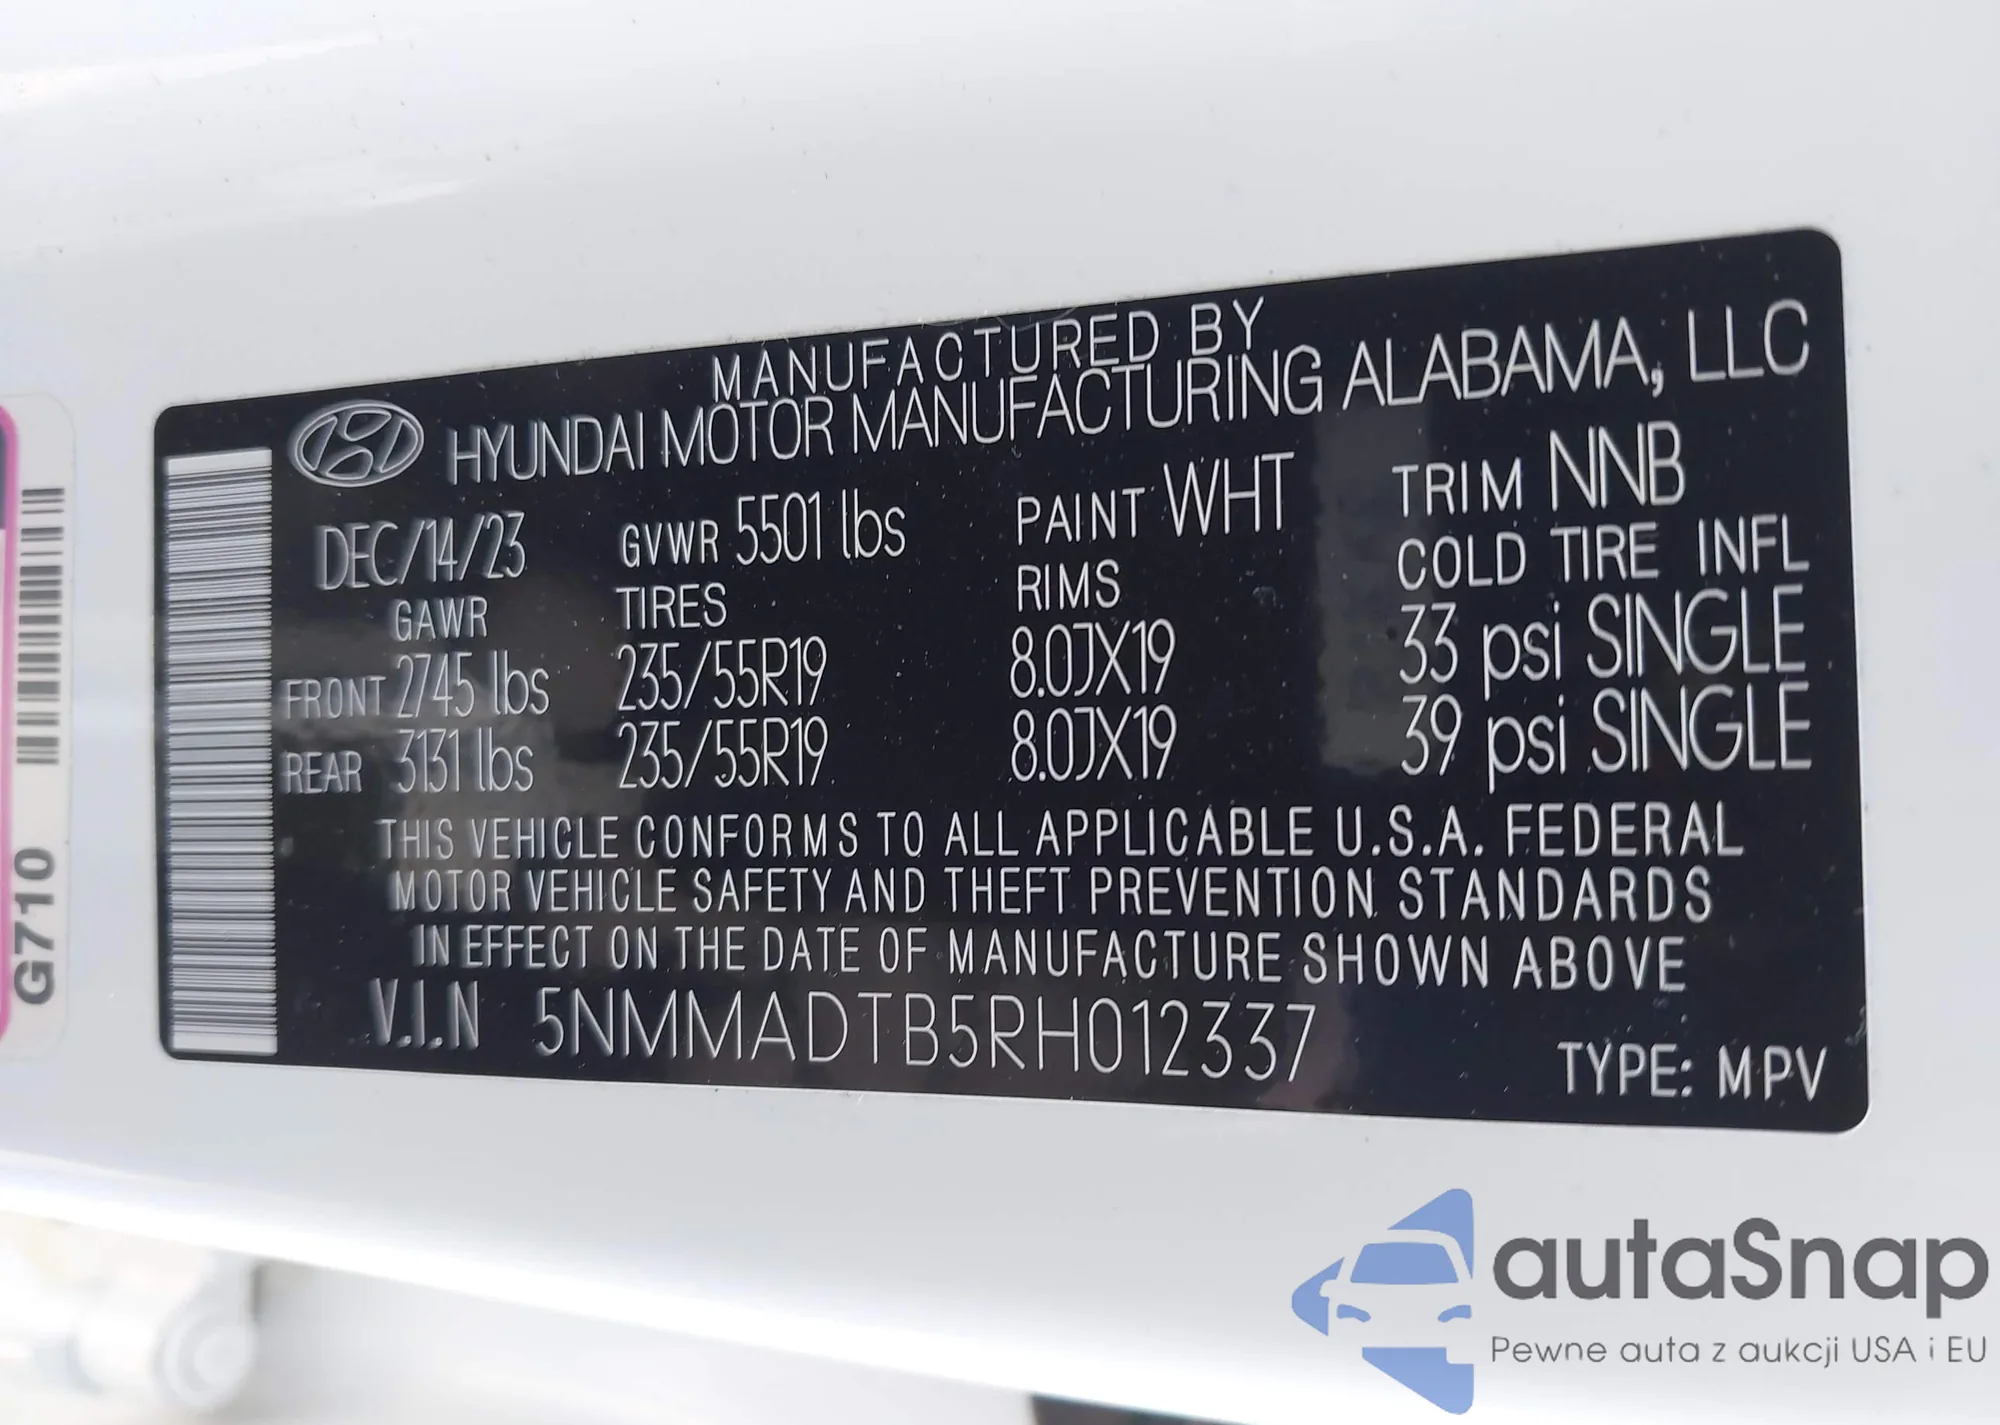 MANUFACTURED BY
HYUNDAI MOTOR MANUFACTURING ALABAMA, LLC
DEC/14/23 GVWR 5501 lbs PAINT WHT TRIM NNB
GAWR TIRES RIMS COLD TIRE INFL
FRONT 2745 lbs 235/55R19 8.0JX19 33 psi SINGLE
REAR 3131 lbs 235/55R19 8.0JX19 39 psi SINGLE
THIS VEHICLE CONFORMS TO ALL APPLICABLE U.S.A. FEDERAL
MOTOR VEHICLE SAFETY AND THEFT PREVENTION STANDARDS
IN EFFECT ON THE DATE OF MANUFACTURE SHOWN ABOVE
V.I.N 5NMMADTB5RH012337
TYPE: MPV
G710
autaSnap
Pewne auta z aukcji USA i EU